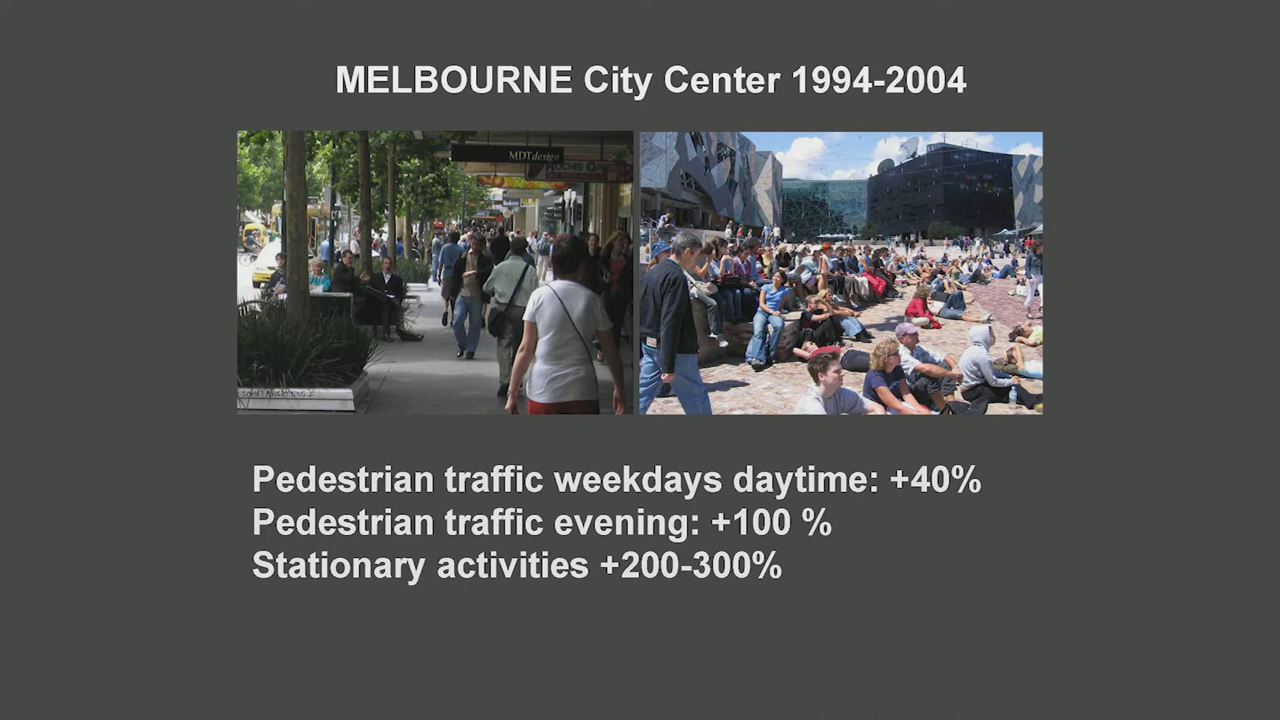 MELBOURNE City Center 1994-2004
MDTdesign
Pedestrian traffic weekdays daytime: +40%
Pedestrian traffic evening: +100 %
Stationary activities +200-300%